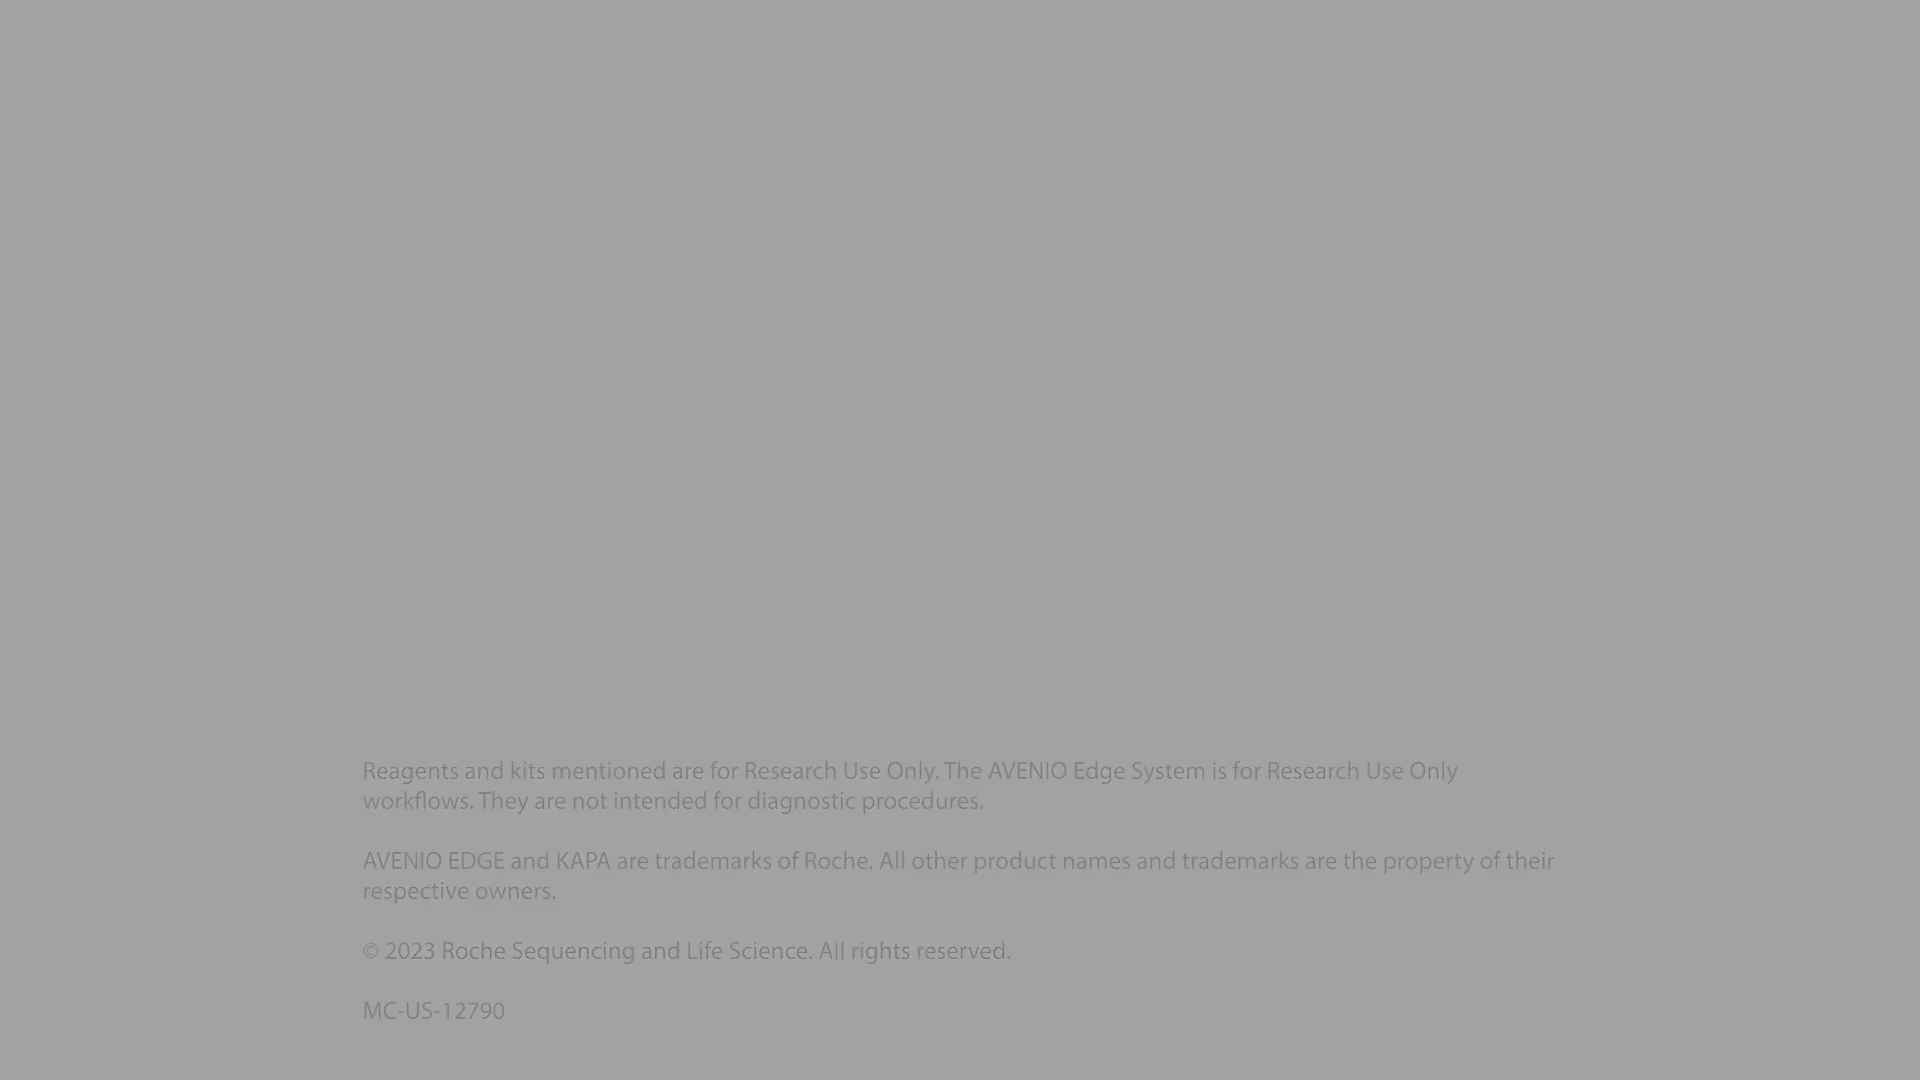 Reagents and kits mentioned are for Research Use Only. The AVENIO Edge System is for Research Use Only
workflows. They are not intended for diagnostic procedures.
AVENIO EDGE and KAPA are trademarks of Roche. All other product names and trademarks are the property of their
respective owners.
© 2023 Roche Sequencing and Life Science. All rights reserved.
MC-US-12790